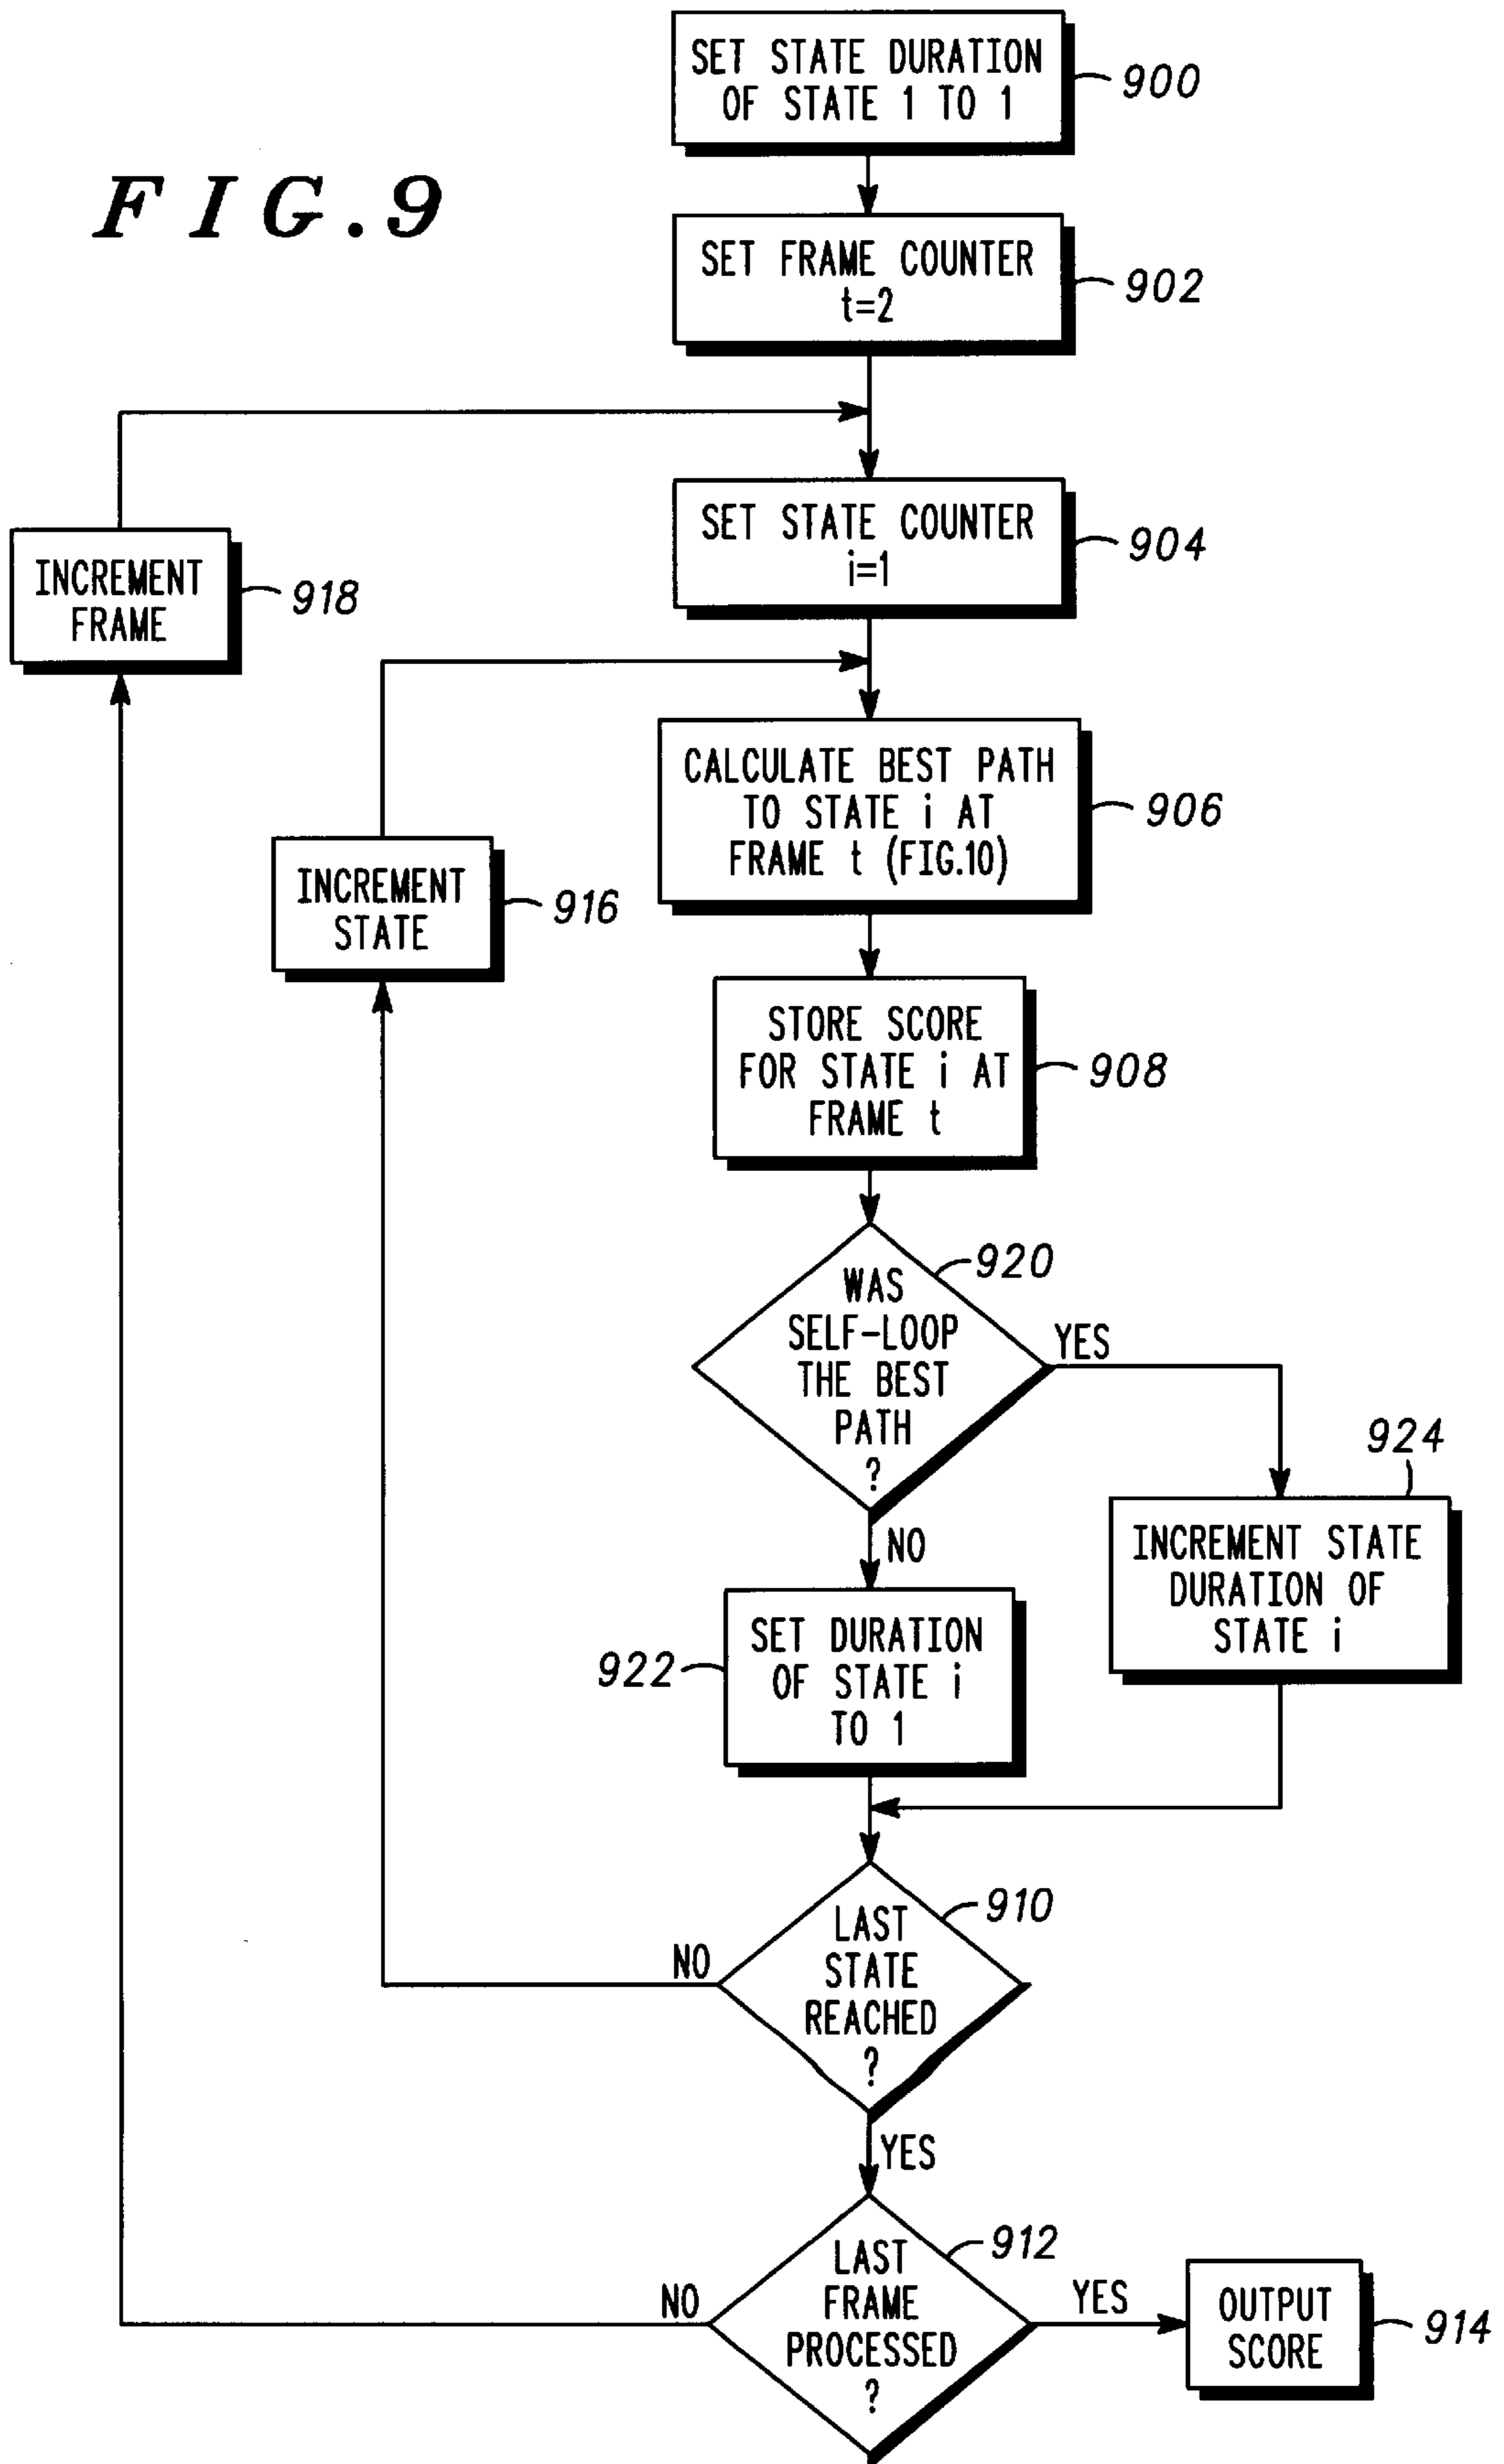 FIG.9
SET STATE DURATION
OF STATE 1 TO 1
900
SET FRAME COUNTER
t=2
902
SET STATE COUNTER
i=1
904
INCREMENT
FRAME
918
CALCULATE BEST PATH
TO STATE i AT
FRAME t (FIG.10)
906
INCREMENT
STATE
916
STORE SCORE
FOR STATE i AT
FRAME t
908
WAS
SELF-LOOP
THE BEST
PATH
?
920
YES
924
INCREMENT STATE
DURATION OF
STATE i
NO
SET DURATION
OF STATE i
TO 1
922
LAST
STATE
REACHED
?
910
NO
YES
LAST
FRAME
PROCESSED
?
912
NO
YES
OUTPUT
SCORE
914